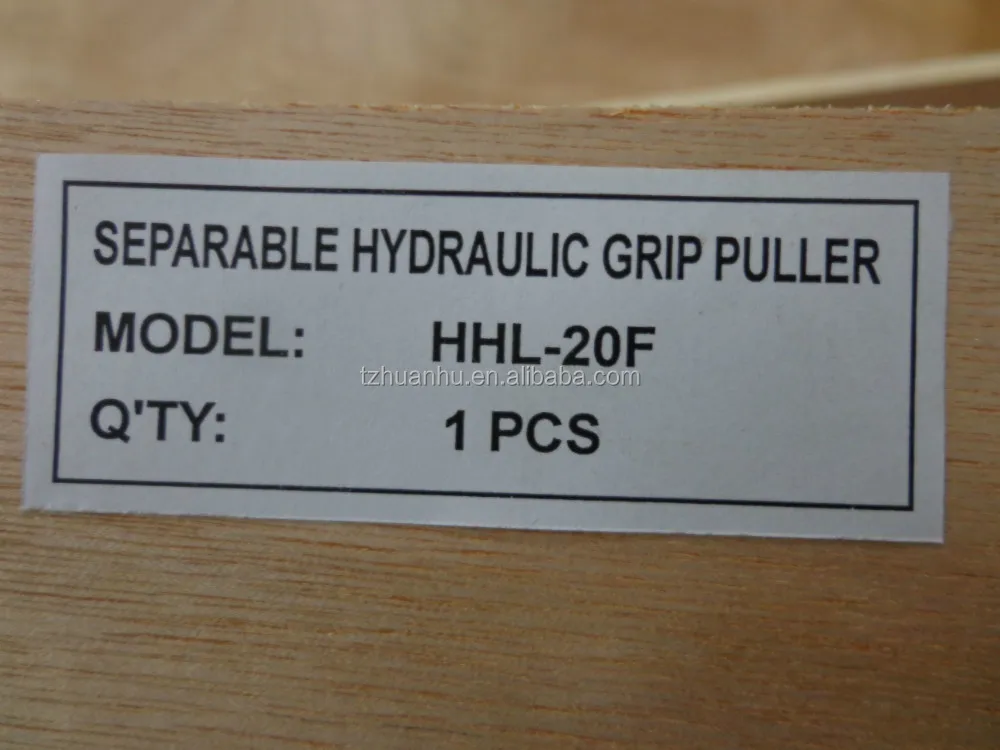 SEPARABLE HYDRAULIC GRIP PULLER
MODEL: HHL-20F
tzhuanhu.en.alibaba.com
Q'TY: 1 PCS